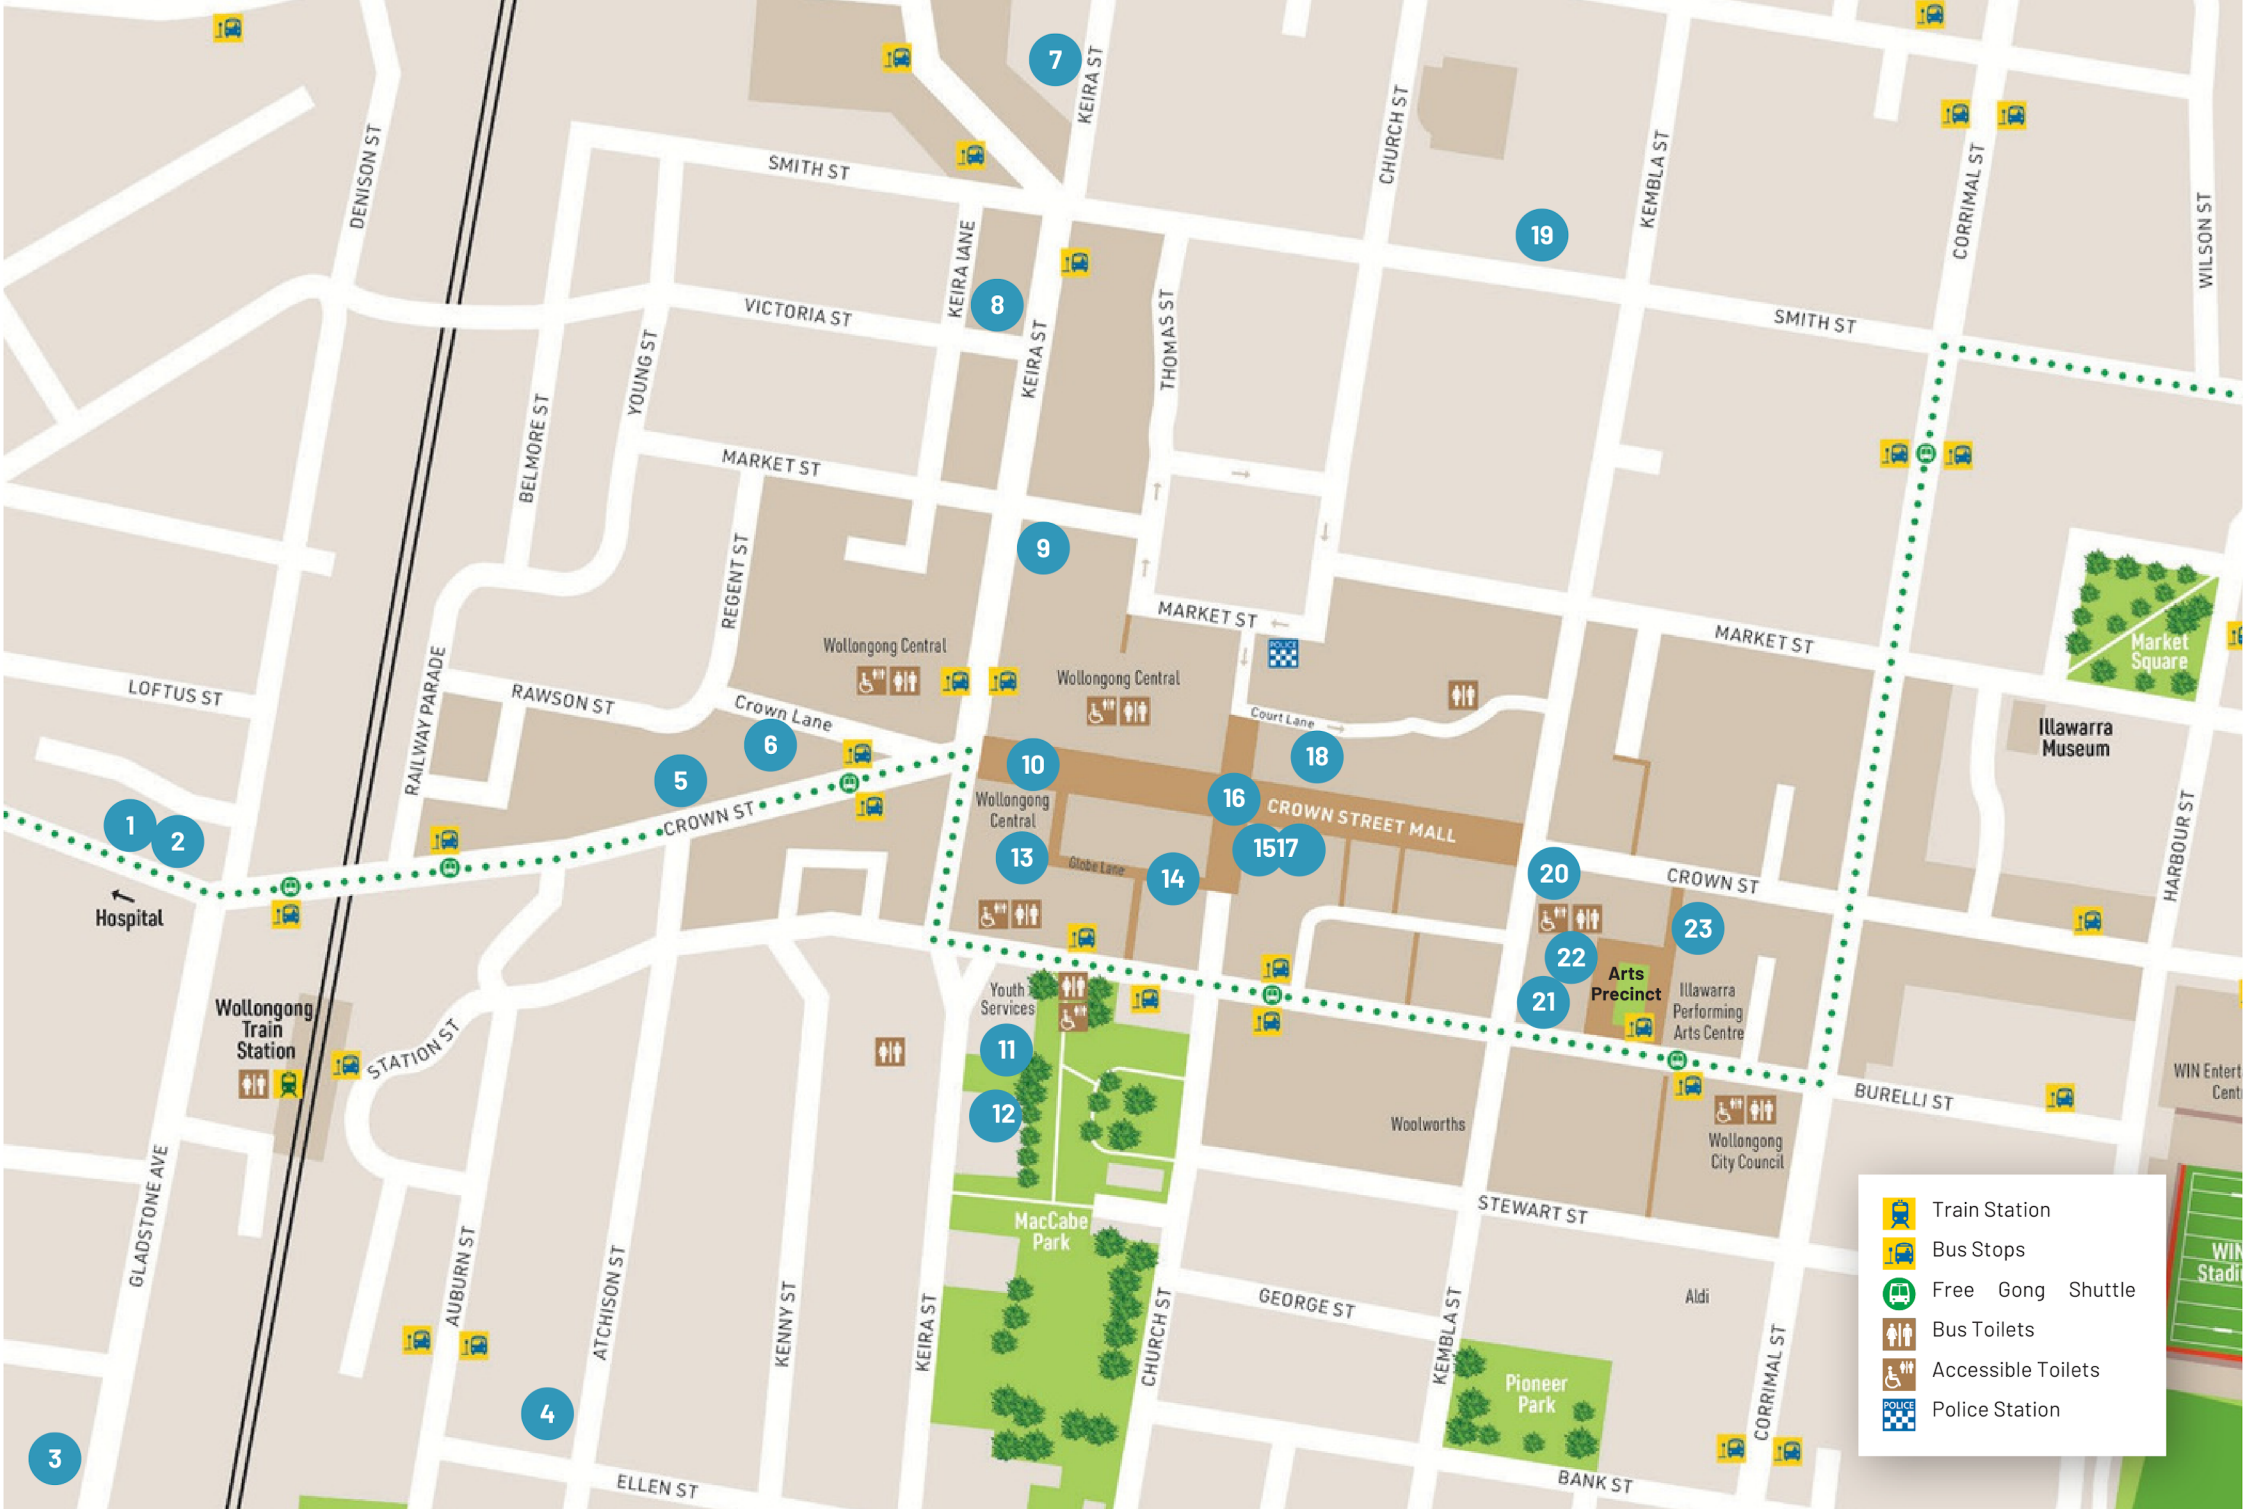 7
KEIRA ST
CHURCH ST
DENISON ST
SMITH ST
KEMBLA ST
CORRIMAL ST
WILSON ST
19
KEIRA LANE
8
VICTORIA ST
THOMAS ST
SMITH ST
KEIRA ST
YOUNG ST
BELMORE ST
MARKET ST
9
REGENT ST
MARKET ST
POLICE
MARKET ST
Market
Square
Wollongong Central
Wollongong Central
LOFTUS ST
RAWSON ST
RAILWAY PARADE
Crown Lane
Court Lane
Illawarra
Museum
6
5
10
18
16
CROWN STREET MALL
Wollongong
Central
CROWN ST
1
2
13
Globe Lane
14
15
17
20
CROWN ST
HARBOUR ST
Hospital
23
22
Arts
Precinct
21
Illawarra
Performing
Arts Centre
Youth
Services
Wollongong
Train
Station
STATION ST
11
12
WIN Entert
Cent
BURELLI ST
Woolworths
Wollongong
City Council
GLADSTONE AVE
MacCabe
Park
STEWART ST
AUBURN ST
ATCHISON ST
KENNY ST
KEIRA ST
CHURCH ST
GEORGE ST
KEMBLA ST
Aldi
CORRIMAL ST
WIN
Stadi
Pioneer
Park
4
3
ELLEN ST
BANK ST
Train Station
Bus Stops
Free Gong Shuttle
Bus Toilets
Accessible Toilets
POLICE
Police Station